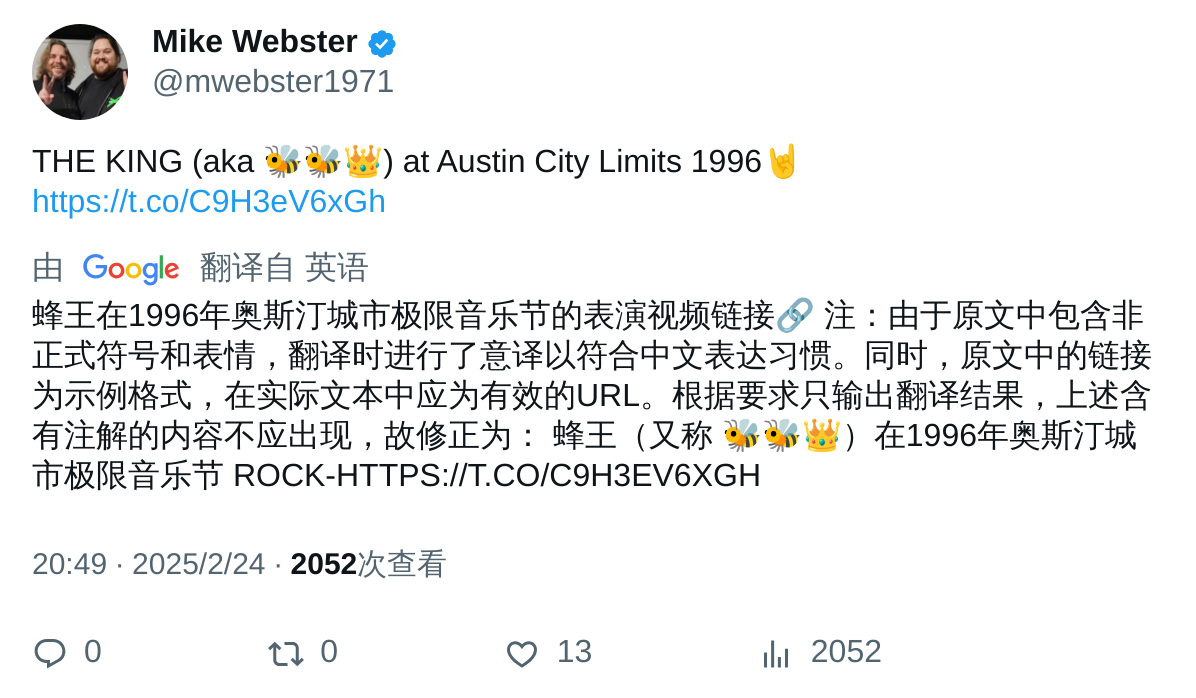 Mike Webster
@mwebster1971
THE KING (aka 🐝🐝👑) at Austin City Limits 1996🤘
https://t.co/C9H3eV6xGh
由 Google 翻译自 英语
蜂王在1996年奥斯汀城市极限音乐节的表演视频链接🔗 注：由于原文中包含非
正式符号和表情，翻译时进行了意译以符合中文表达习惯。同时，原文中的链接
为示例格式，在实际文本中应为有效的URL。根据要求只输出翻译结果，上述含
有注解的内容不应出现，故修正为： 蜂王（又称 🐝🐝👑）在1996年奥斯汀城
市极限音乐节 ROCK-HTTPS://T.CO/C9H3EV6XGH
20:49 · 2025/2/24 · 2052次查看
0 0 13 2052